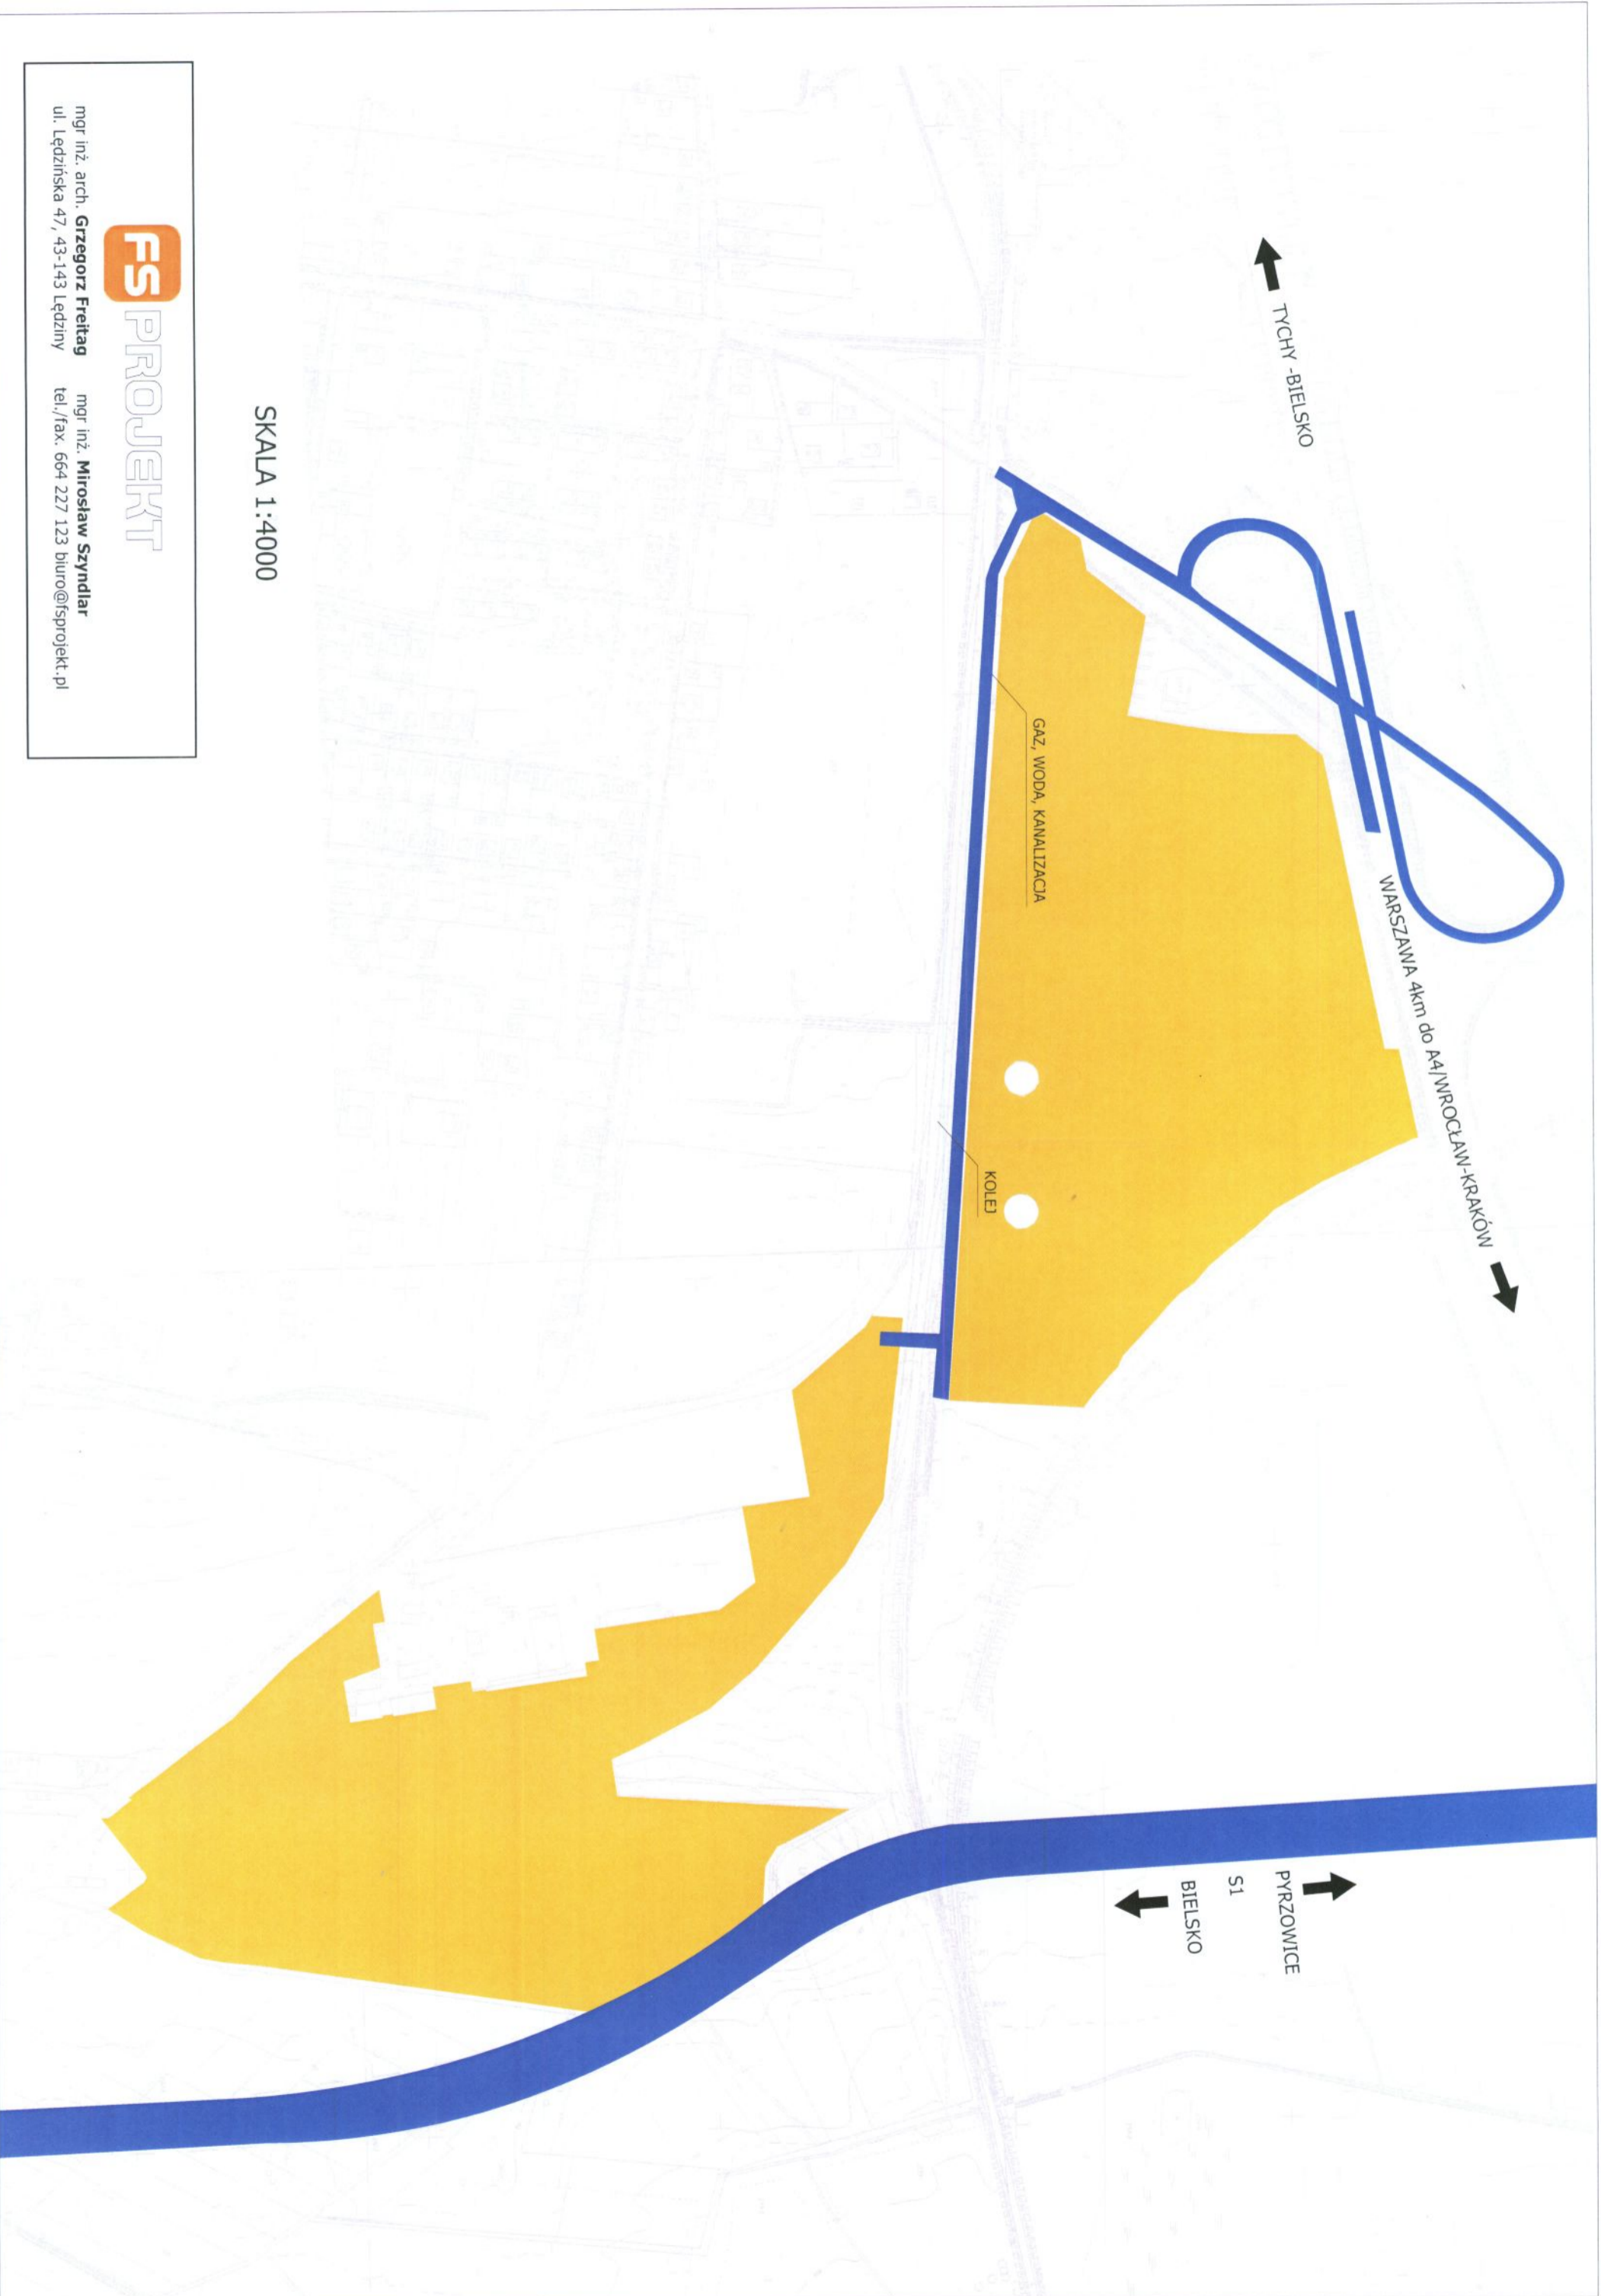 TYCHY -BIELSKO
WARSZAWA 4km do A4/WROCŁAW-KRAKÓW
PYRZOWICE
S1
BIELSKO
GAZ, WODA, KANALIZACJA
KOLEJ
SKALA 1:4000
FS PROJEKT
mgr inż. arch. Grzegorz Freitag mgr inż. Mirosław Szyndlar
ul. Lędzińska 47, 43-143 Lędziny tel./fax. 664 227 123 biuro@fsprojekt.pl